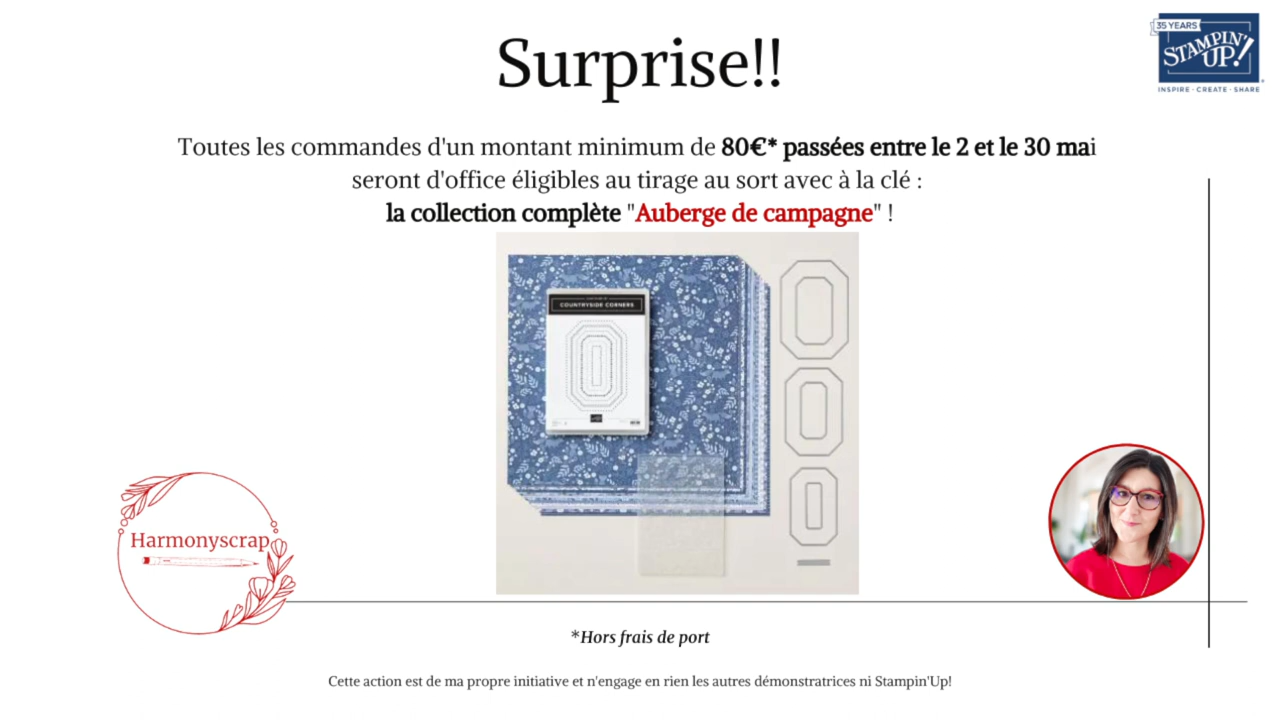 Surprise!!
35 YEARS
STAMPIN'
UP!
INSPIRE · CREATE · SHARE
Toutes les commandes d'un montant minimum de 80€* passées entre le 2 et le 30 mai
seront d'office éligibles au tirage au sort avec à la clé :
la collection complète "Auberge de campagne" !
COUNTRYSIDE CORNERS
Harmonyscrap
*Hors frais de port
Cette action est de ma propre initiative et n'engage en rien les autres démonstratrices ni Stampin'Up!